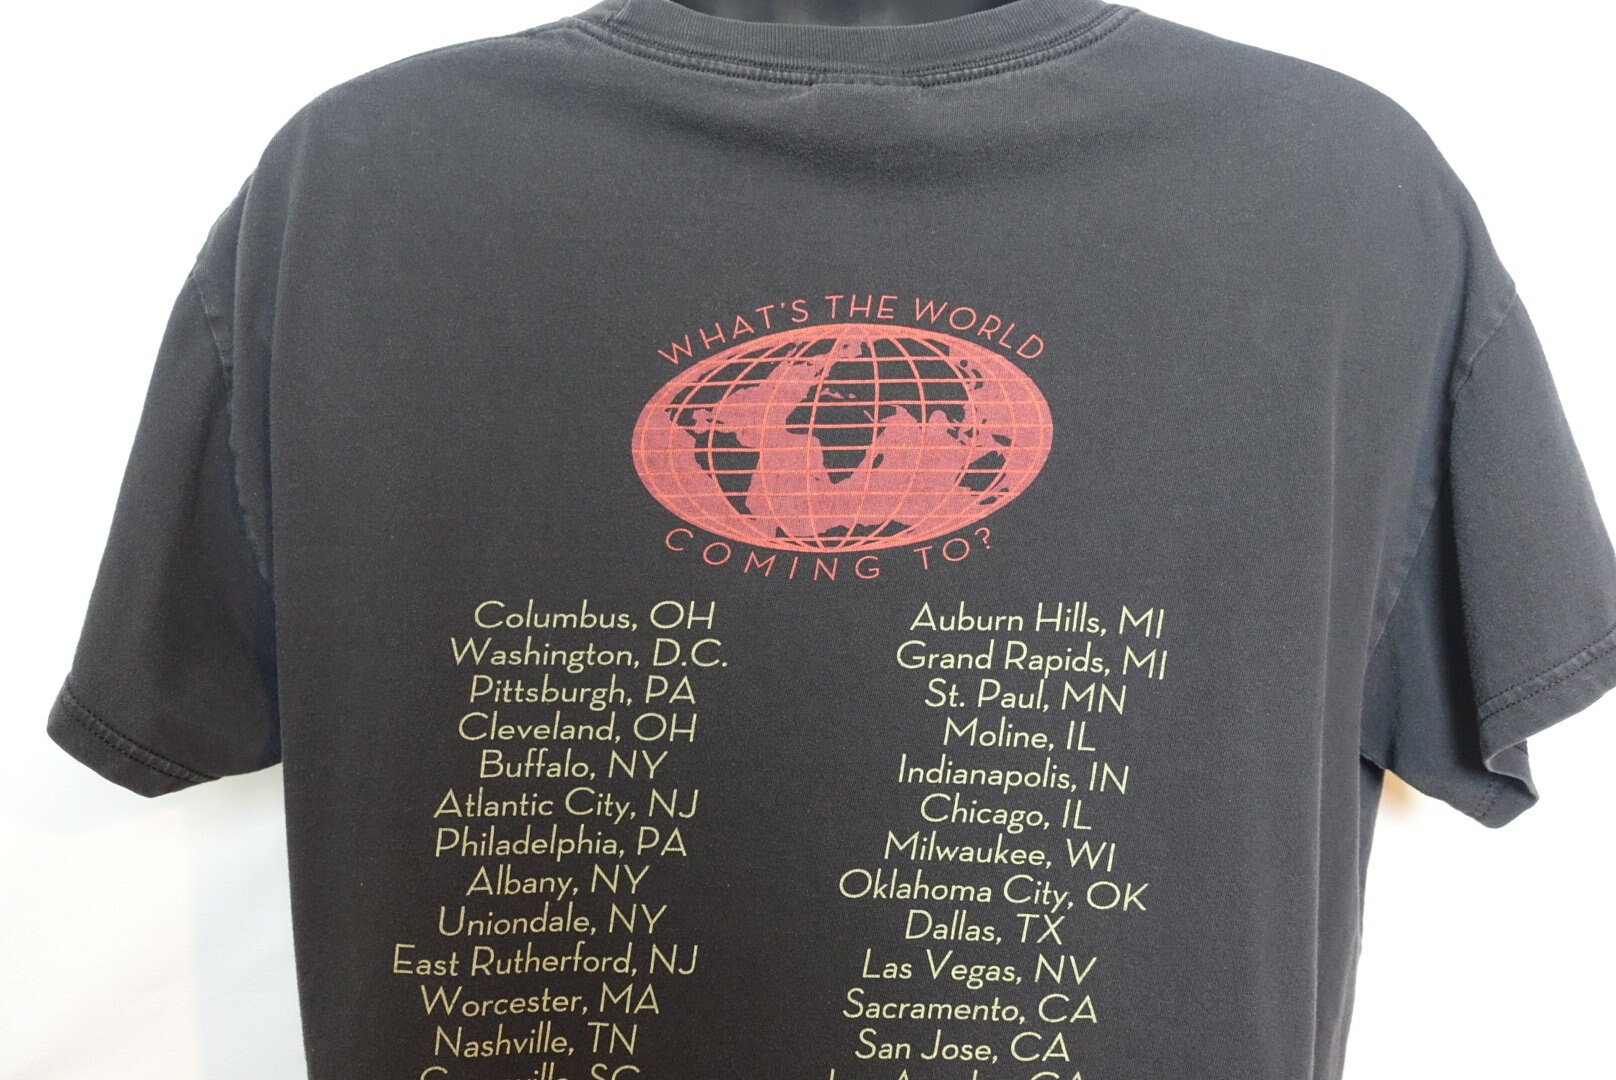 WHAT'S THE WORLD
COMING TO?
Columbus, OH
Washington, D.C.
Pittsburgh, PA
Cleveland, OH
Buffalo, NY
Atlantic City, NJ
Philadelphia, PA
Albany, NY
Uniondale, NY
East Rutherford, NJ
Worcester, MA
Nashville, TN
Auburn Hills, MI
Grand Rapids, MI
St. Paul, MN
Moline, IL
Indianapolis, IN
Chicago, IL
Milwaukee, WI
Oklahoma City, OK
Dallas, TX
Las Vegas, NV
Sacramento, CA
San Jose, CA